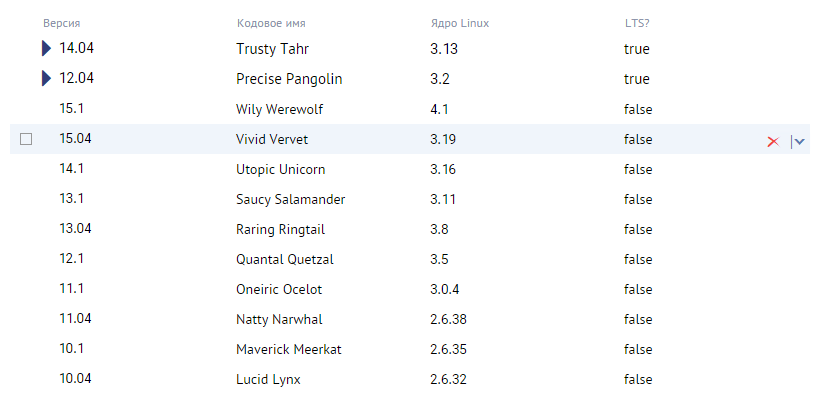 Версия Кодовое имя Ядро Linux LTS?
14.04 Trusty Tahr 3.13 true
12.04 Precise Pangolin 3.2 true
15.1 Wily Werewolf 4.1 false
15.04 Vivid Vervet 3.19 false
14.1 Utopic Unicorn 3.16 false
13.1 Saucy Salamander 3.11 false
13.04 Raring Ringtail 3.8 false
12.1 Quantal Quetzal 3.5 false
11.1 Oneiric Ocelot 3.0.4 false
11.04 Natty Narwhal 2.6.38 false
10.1 Maverick Meerkat 2.6.35 false
10.04 Lucid Lynx 2.6.32 false